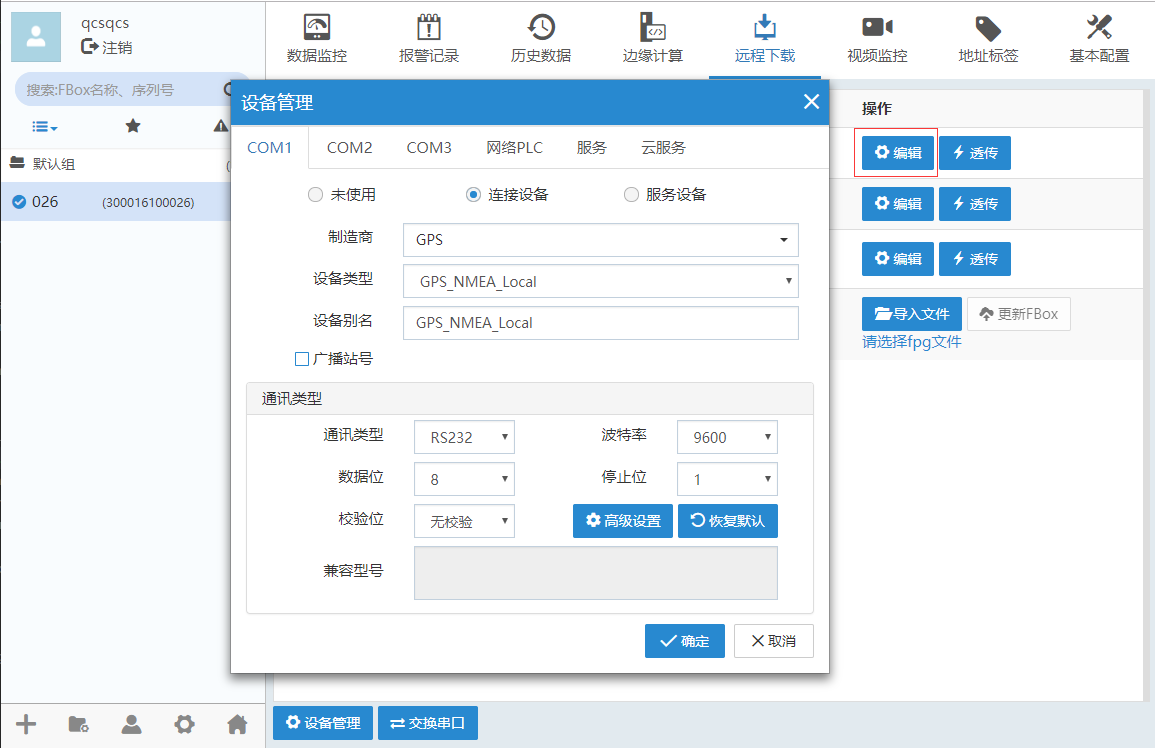 qcsqcs
注销
搜索:FBox名称、序列号
默认组
026 (300016100026)
数据监控 报警记录 历史数据 边缘计算 远程下载 视频监控 地址标签 基本配置
设备管理
COM1 COM2 COM3 网络PLC 服务 云服务
未使用 连接设备 服务设备
制造商 GPS
设备类型 GPS_NMEA_Local
设备别名 GPS_NMEA_Local
广播站号
通讯类型
通讯类型 RS232 波特率 9600
数据位 8 停止位 1
校验位 无校验 高级设置 恢复默认
兼容型号
确定 取消
操作
编辑 透传
编辑 透传
编辑 透传
导入文件 更新FBox
请选择fpg文件
设备管理 交换串口